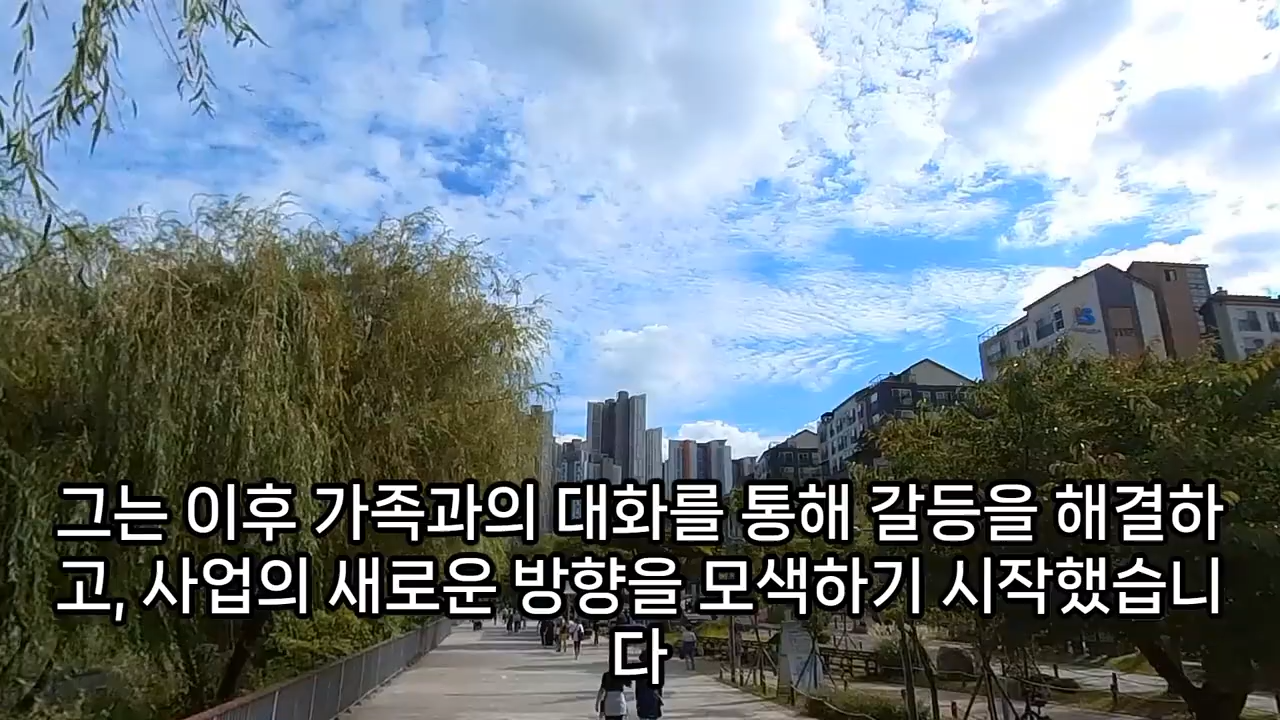 그는 이후 가족과의 대화를 통해 갈등을 해결하
고, 사업의 새로운 방향을 모색하기 시작했습니
다